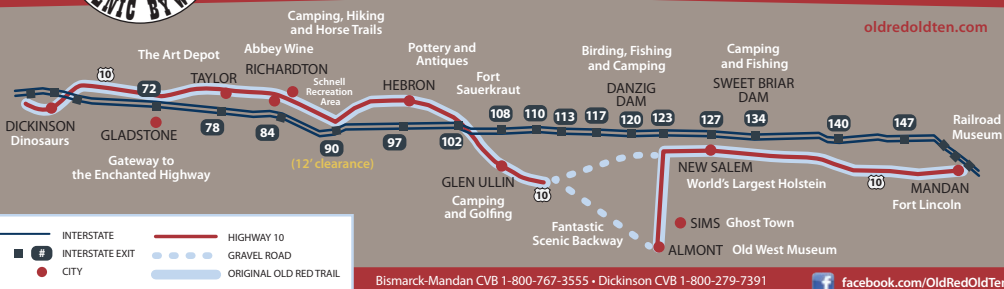 NIC BYW
oldredoldten.com
Camping, Hiking
and Horse Trails
The Art Depot
Abbey Wine
Pottery and
Antiques
Birding, Fishing
and Camping
Camping
and Fishing
10
72
TAYLOR
RICHARDTON
Schnell
Recreation
Area
HEBRON
Fort
Sauerkraut
DANZIG
DAM
SWEET BRIAR
DAM
DICKINSON
Dinosaurs
GLADSTONE
78
84
90
(12' clearance)
97
102
108
110
113
117
120
123
127
134
140
147
Railroad
Museum
Gateway to
the Enchanted Highway
GLEN ULLIN
Camping
and Golfing
10
Fantastic
Scenic Backway
NEW SALEM
World's Largest Holstein
10
MANDAN
Fort Lincoln
SIMS Ghost Town
ALMONT Old West Museum
INTERSTATE
# INTERSTATE EXIT
CITY
HIGHWAY 10
GRAVEL ROAD
ORIGINAL OLD RED TRAIL
Bismarck-Mandan CVB 1-800-767-3555 • Dickinson CVB 1-800-279-7391
f facebook.com/OldRedOldTen